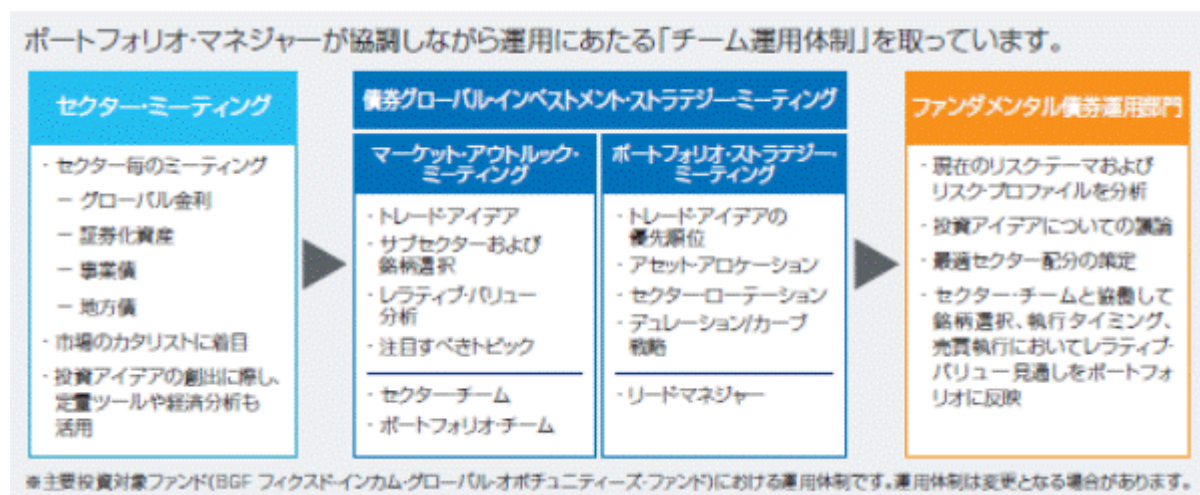 ポートフォリオ・マネジャーが協調しながら運用にあたる「チーム運用体制」を取っています。
セクター・ミーティング
・セクター毎のミーティング
－ グローバル金利
－ 証券化資産
－ 事業債
－ 地方債
・市場のカタリストに着目
・投資アイデアの創出に際し、
定量ツールや経済分析も
活用
債券グローバル・インベストメント・ストラテジー・ミーティング
マーケット・アウトルック・
ミーティング
・トレード・アイデア
・サブセクターおよび
銘柄選択
・レラティブ・バリュー
分析
・注目すべきトピック
・セクターチーム
・ポートフォリオ・チーム
ポートフォリオ・ストラテジー・
ミーティング
・トレード・アイデアの
優先順位
・アセット・アロケーション
・セクター・ローテーション
・デュレーション/カーブ
戦略
・リードマネジャー
ファンダメンタル債券運用部門
・現在のリスク・テーマおよび
リスク・プロファイルを分析
・投資アイデアについての議論
・最適セクター配分の策定
・セクター・チームと協働して
銘柄選択、執行タイミング、
売買執行においてレラティブ・
バリュー見通しをポートフォ
リオに反映
※主要投資対象ファンド(BGF フィクスド・インカム・グローバル・オポチュニティーズ・ファンド)における運用体制です。運用体制は変更となる場合があります。